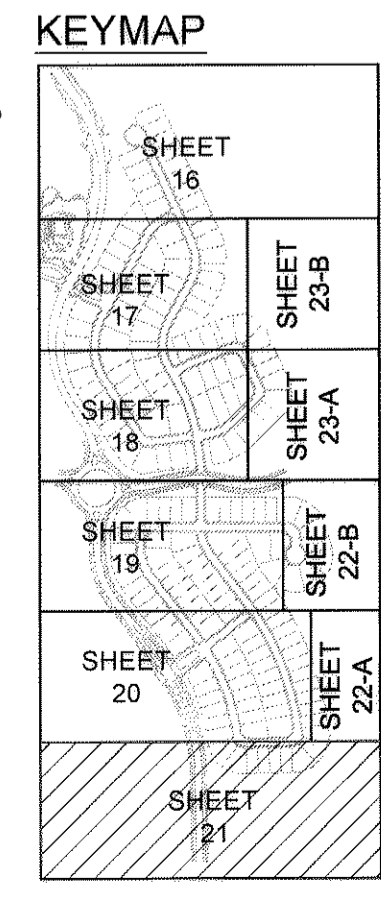 KEYMAP
SHEET
16
SHEET
17
SHEET
23-B
SHEET
18
SHEET
23-A
SHEET
19
SHEET
22-B
SHEET
20
SHEET
22-A
SHEET
21